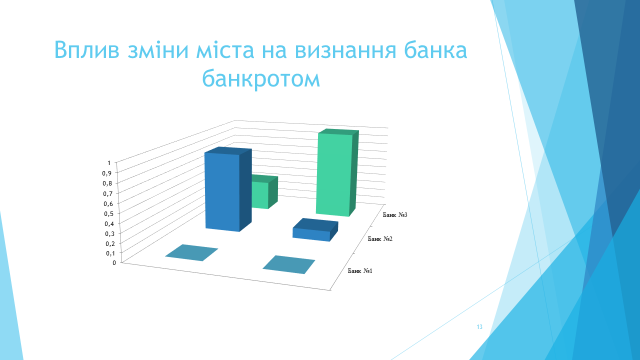 Вплив зміни міста на визнання банка
банкротом
1
0,9
0,8
0,7
0,6
0,5
0,4
0,3
0,2
0,1
0
Банк №3
Банк №2
Банк №1